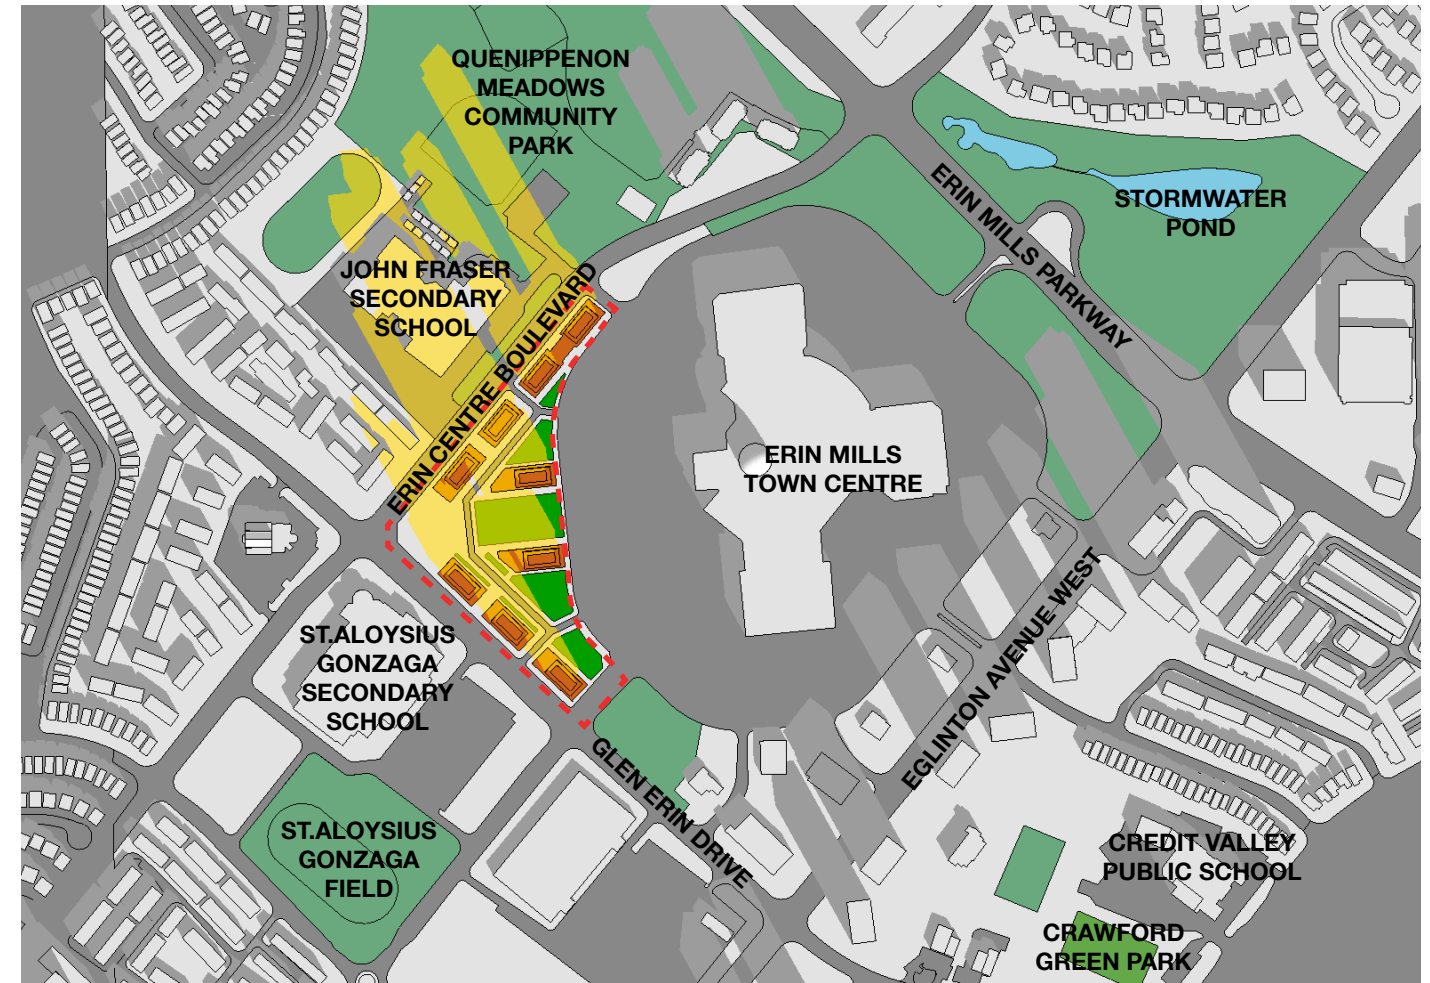 QUENIPPENON
MEADOWS
COMMUNITY
PARK
ERIN MILLS PARKWAY
STORMWATER
POND
JOHN FRASER
SECONDARY
SCHOOL
ERIN CENTRE BOULEVARD
ERIN MILLS
TOWN CENTRE
EGLINTON AVENUE WEST
ST.ALOYSIUS
GONZAGA
SECONDARY
SCHOOL
GLEN ERIN DRIVE
ST.ALOYSIUS
GONZAGA
FIELD
CREDIT VALLEY
PUBLIC SCHOOL
CRAWFORD
GREEN PARK